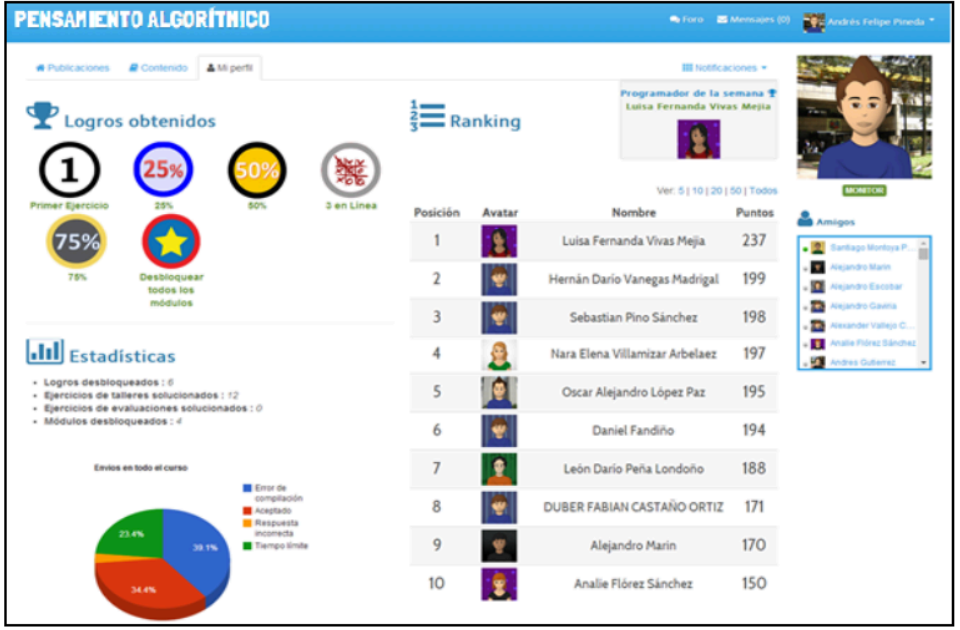 PENSAMIENTO ALGORÍTMICO
Foro
Mensajes (0)
Andrés Felipe Pineda
Publicaciones
Contenido
Mi perfil
Notificaciones
Logros obtenidos
1
25%
50%
Primer Ejercicio
25%
50%
3 en Línea
75%
75%
Desbloquear
todos los
módulos
Estadísticas
Logros desbloqueados : 6
Ejercicios de talleres solucionados : 12
Ejercicios de evaluaciones solucionados : 0
Módulos desbloqueados : 4
Envios en todo el curso
23.4%
39.1%
34.4%
Error de
compilación
Aceptado
Respuesta
incorrecta
Tiempo límite
1
2
3
Ranking
Programador de la semana
Luisa Fernanda Vivas Mejia
Ver: 5 | 10 | 20 | 50 | Todos
Posición Avatar Nombre Puntos
1 Luisa Fernanda Vivas Mejia 237
2 Hernán Darío Vanegas Madrigal 199
3 Sebastian Pino Sánchez 198
4 Nara Elena Villamizar Arbelaez 197
5 Oscar Alejandro López Paz 195
6 Daniel Fandiño 194
7 León Darío Peña Londoño 188
8 DUBER FABIAN CASTAÑO ORTIZ 171
9 Alejandro Marin 170
10 Analie Flórez Sánchez 150
MONITOR
Amigos
Santiago Montoya P...
Alejandro Marin
Alejandro Escobar
Alejandro Gaviria
Alexander Vallejo C...
Analie Flórez Sánchez
Andres Gutierrez